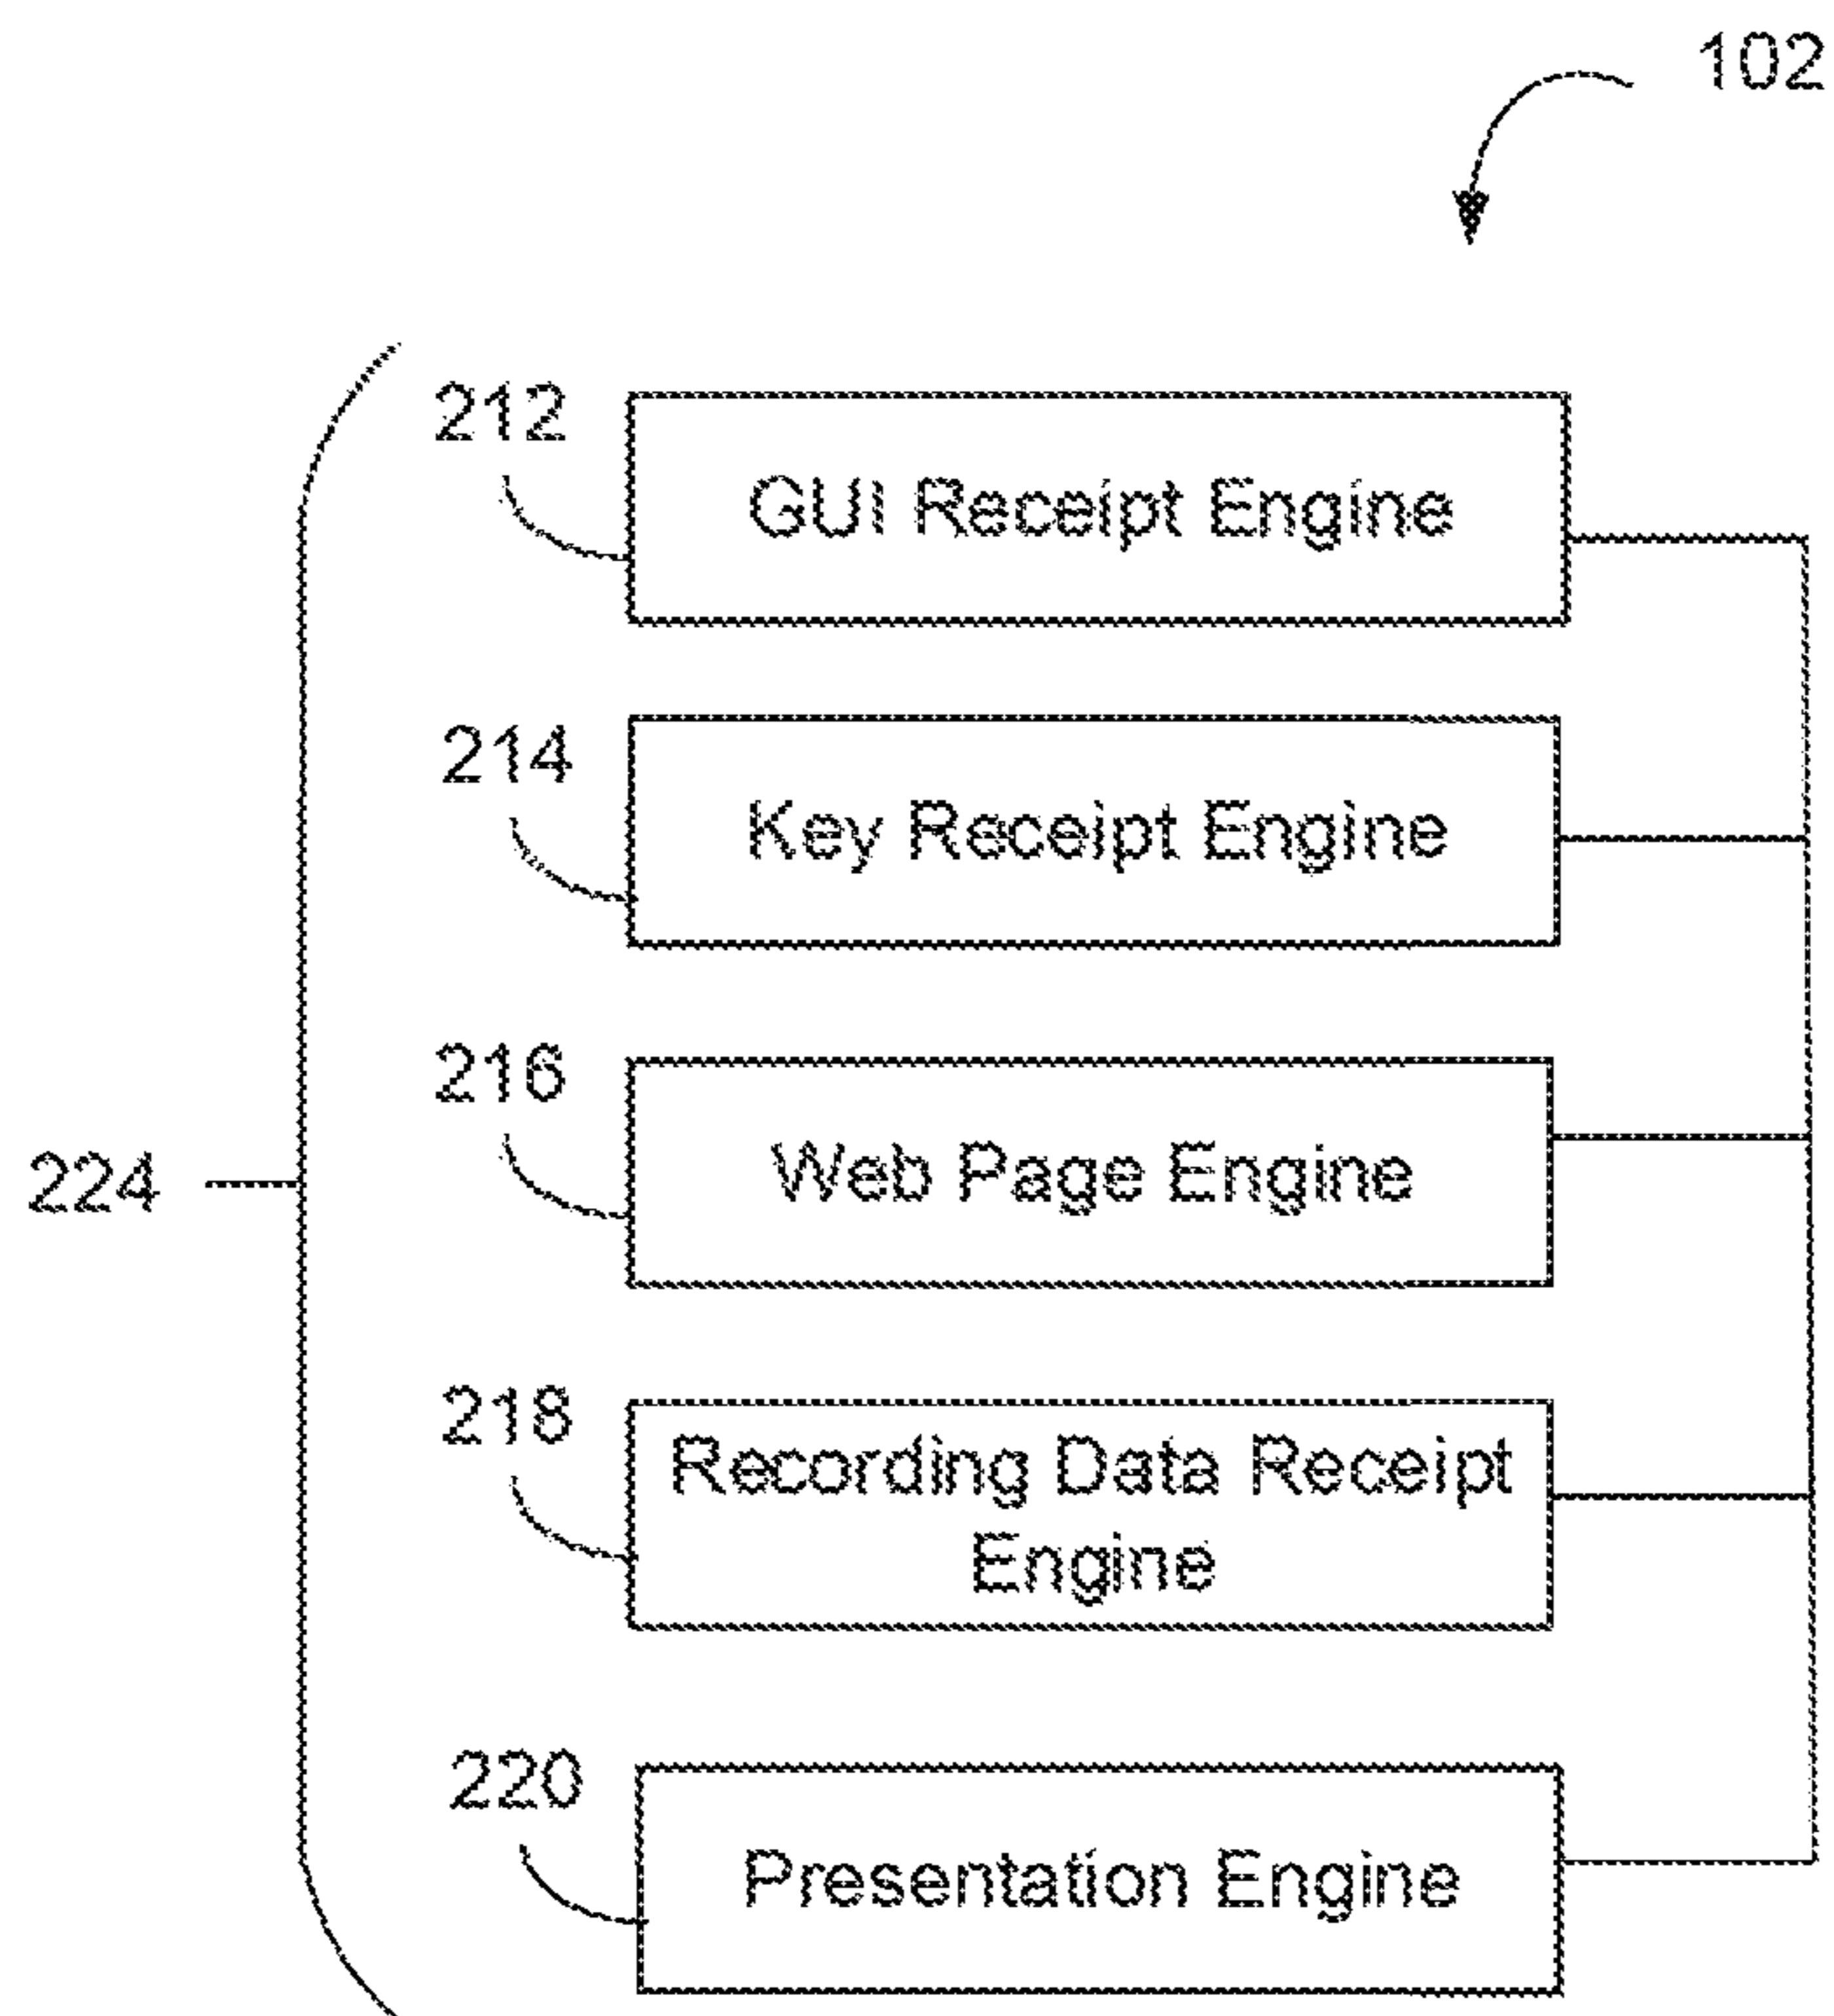 102
212
GUI Receipt Engine
214
Key Receipt Engine
216
Web Page Engine
224
218
Recording Data Receipt
Engine
220
Presentation Engine